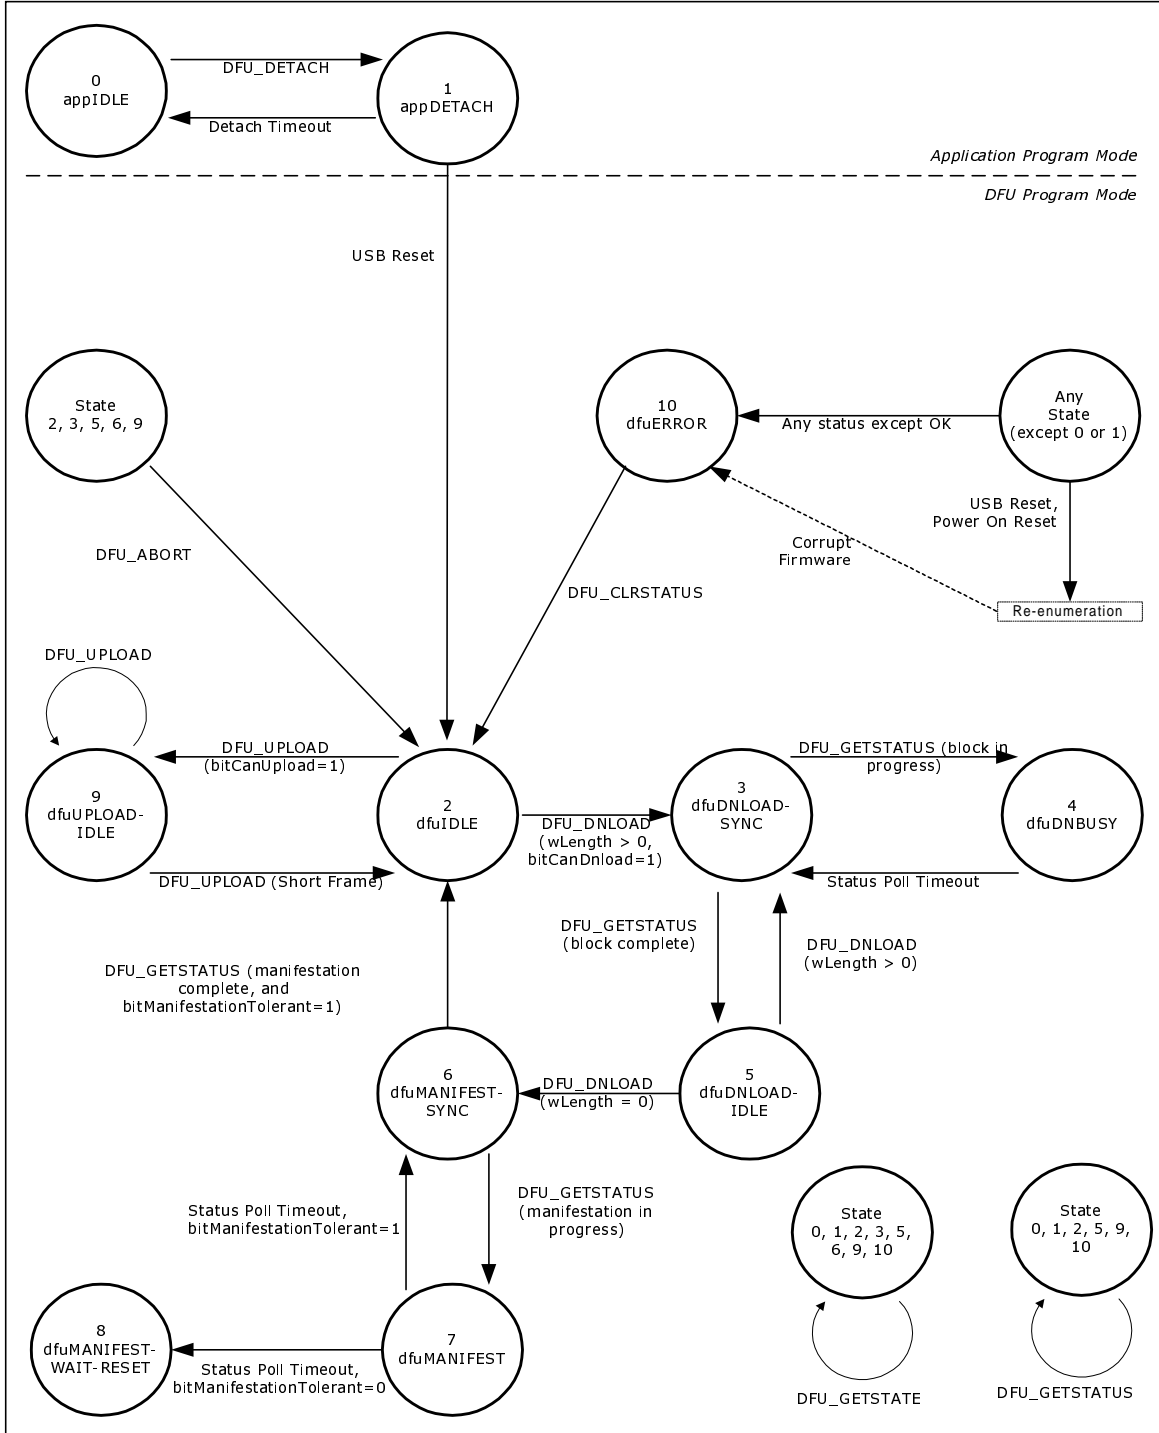 0
appIDLE
DFU_DETACH
Detach Timeout
1
appDETACH
Application Program Mode
DFU Program Mode
USB Reset
State
2, 3, 5, 6, 9
10
dfuERROR
Any status except OK
Any
State
(except 0 or 1)
USB Reset,
Power On Reset
Corrupt
Firmware
Re-enumeration
DFU_ABORT
DFU_CLRSTATUS
DFU_UPLOAD
DFU_UPLOAD
(bitCanUpload=1)
9
dfuUPLOAD-
IDLE
DFU_UPLOAD (Short Frame)
2
dfuIDLE
DFU_DNLOAD
(wLength > 0,
bitCanDnload=1)
3
dfuDNLOAD-
SYNC
DFU_GETSTATUS (block in
progress)
4
dfuDNBUSY
Status Poll Timeout
DFU_GETSTATUS
(block complete)
DFU_DNLOAD
(wLength > 0)
DFU_GETSTATUS (manifestation
complete, and
bitManifestationTolerant=1)
6
dfuMANIFEST-
SYNC
DFU_DNLOAD
(wLength = 0)
5
dfuDNLOAD-
IDLE
Status Poll Timeout,
bitManifestationTolerant=1
DFU_GETSTATUS
(manifestation in
progress)
8
dfuMANIFEST-
WAIT-RESET
Status Poll Timeout,
bitManifestationTolerant=0
7
dfuMANIFEST
State
0, 1, 2, 3, 5,
6, 9, 10
DFU_GETSTATE
State
0, 1, 2, 5, 9,
10
DFU_GETSTATUS